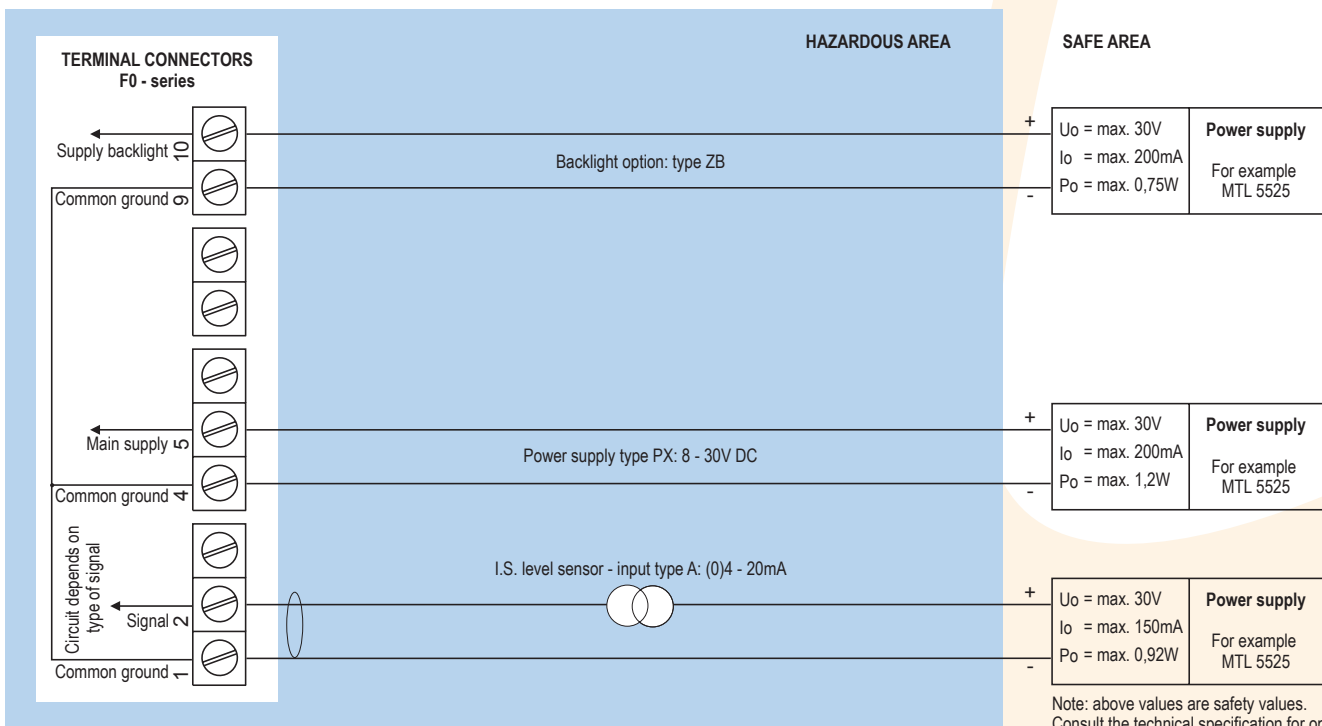 HAZARDOUS AREA
SAFE AREA
TERMINAL CONNECTORS
F0 - series
Supply backlight 10
Common ground 9
Backlight option: type ZB
+
-
Uo = max. 30V
Io = max. 200mA
Po = max. 0,75W
Power supply
For example
MTL 5525
Main supply 5
Common ground 4
Power supply type PX: 8 - 30V DC
+
-
Uo = max. 30V
Io = max. 200mA
Po = max. 1,2W
Power supply
For example
MTL 5525
Circuit depends on
type of signal
Signal 2
Common ground 1
I.S. level sensor - input type A: (0)4 - 20mA
+
-
Uo = max. 30V
Io = max. 150mA
Po = max. 0,92W
Power supply
For example
MTL 5525
Note: above values are safety values.
Consult the technical specification for